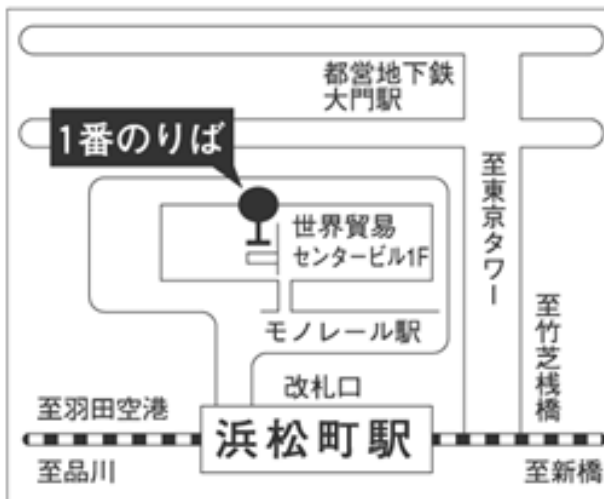 都営地下鉄
大門駅
1番のりば
世界貿易
センタービル1F
至東京タワー
至竹芝桟橋
モノレール駅
改札口
至羽田空港
浜松町駅
至品川
至新橋